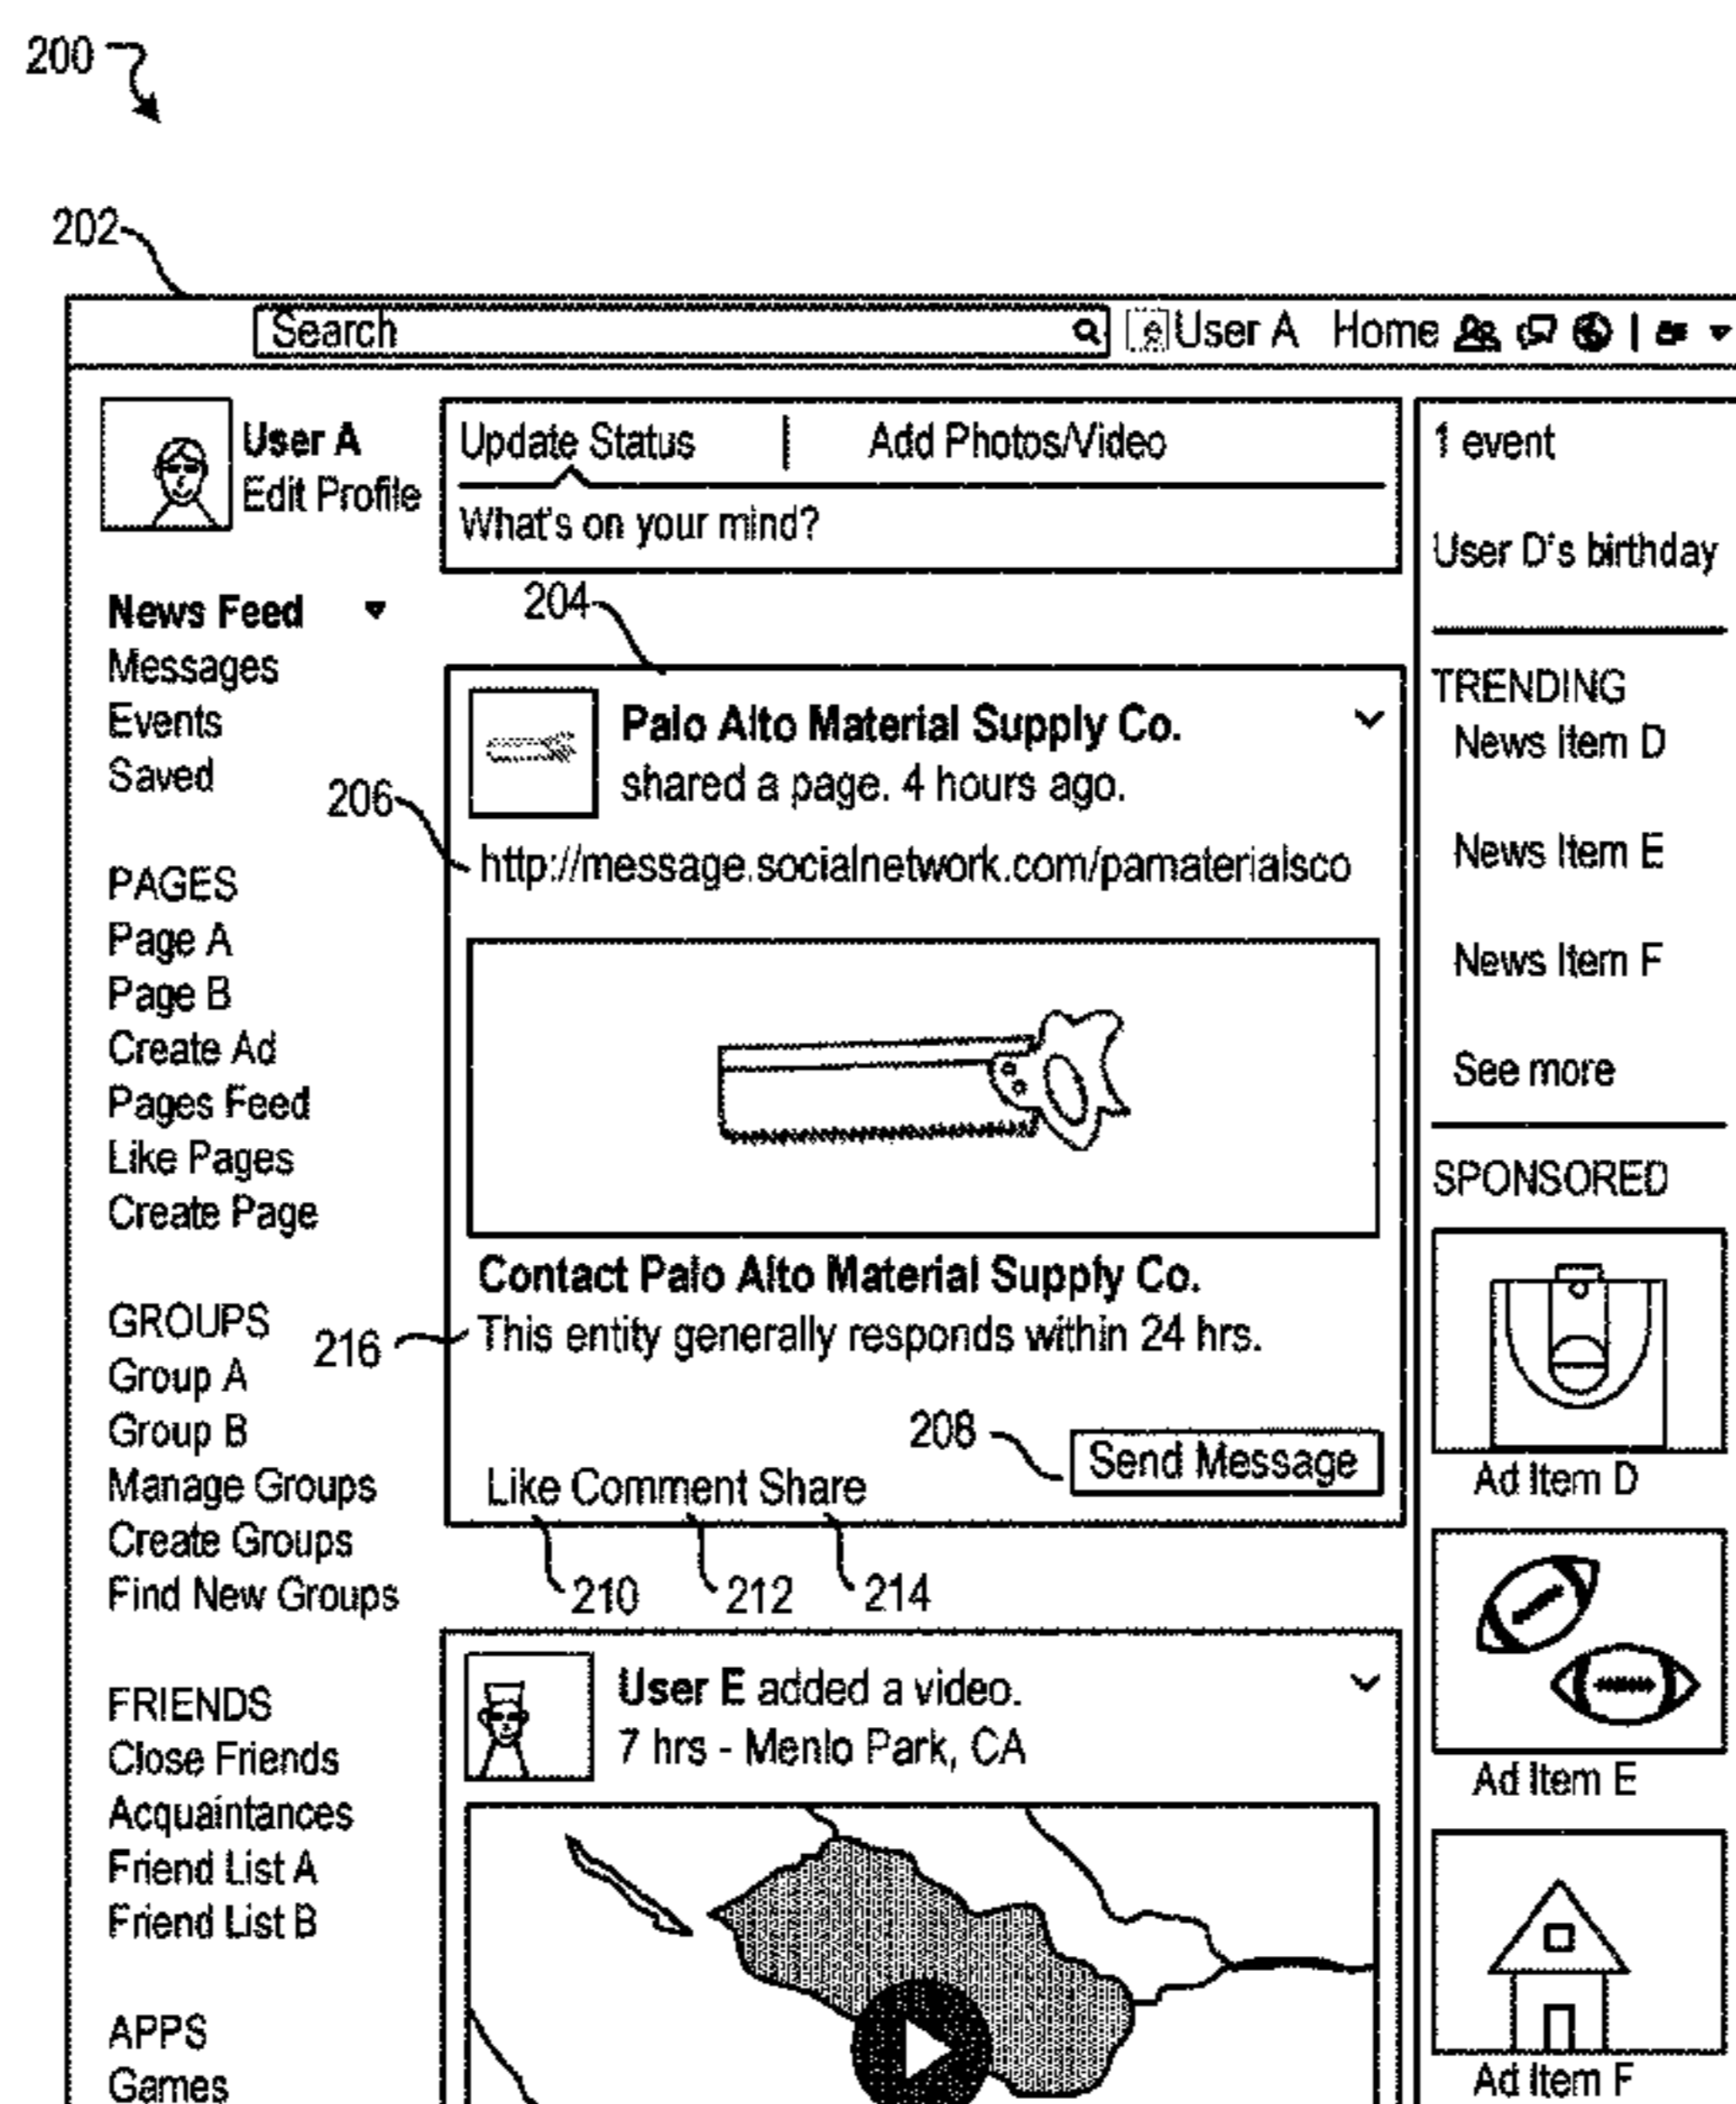 200
202
Search
User A Home
User A
Edit Profile
News Feed
Messages
Events
Saved
PAGES
Page A
Page B
Create Ad
Pages Feed
Like Pages
Create Page
GROUPS
Group A
Group B
Manage Groups
Create Groups
Find New Groups
FRIENDS
Close Friends
Acquaintances
Friend List A
Friend List B
APPS
Games
Update Status | Add Photos/Video
What's on your mind?
204
Palo Alto Material Supply Co.
shared a page. 4 hours ago.
206
http://message.socialnetwork.com/pamaterialsco
Contact Palo Alto Material Supply Co.
216
This entity generally responds within 24 hrs.
208
Send Message
Like Comment Share
210 212 214
User E added a video.
7 hrs - Menlo Park, CA
1 event
User D's birthday
TRENDING
News Item D
News Item E
News Item F
See more
SPONSORED
Ad Item D
Ad Item E
Ad Item F